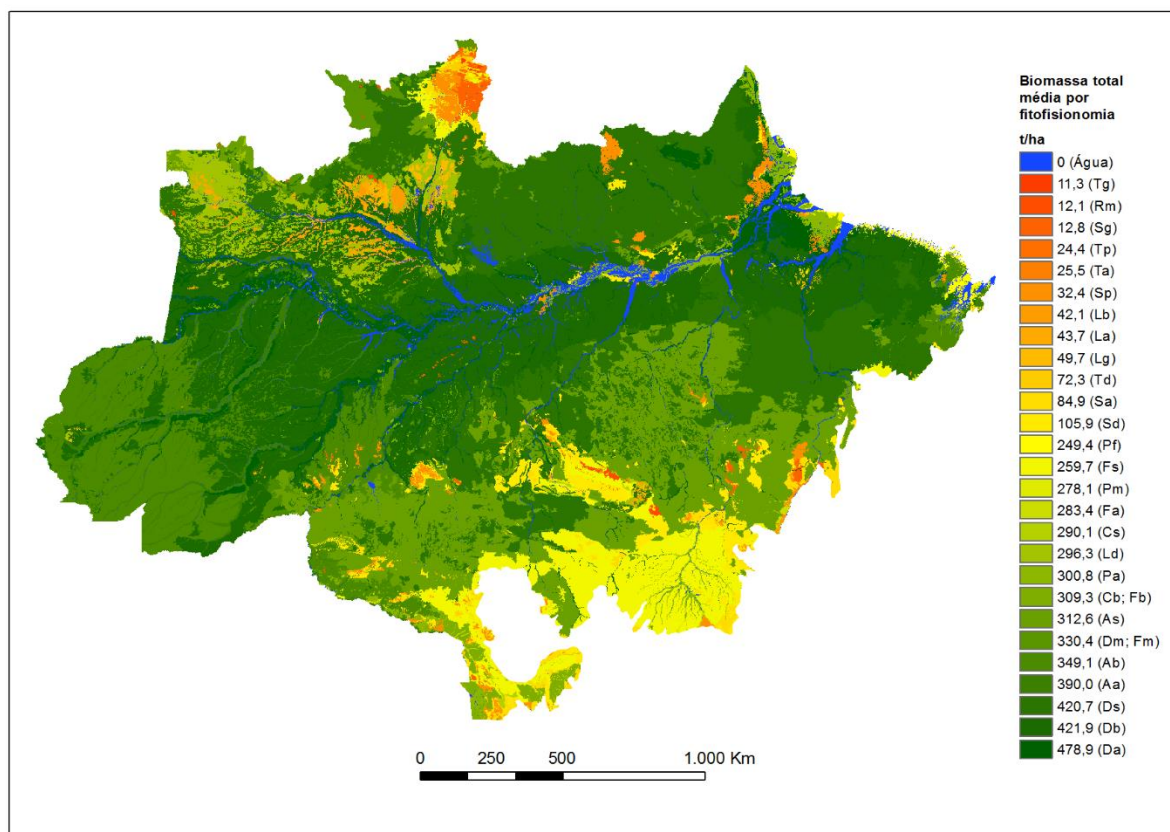 Biomassa total
média por
fitofisionomia
t/ha
0 (Água)
11,3 (Tg)
12,1 (Rm)
12,8 (Sg)
24,4 (Tp)
25,5 (Ta)
32,4 (Sp)
42,1 (Lb)
43,7 (La)
49,7 (Lg)
72,3 (Td)
84,9 (Sa)
105,9 (Sd)
249,4 (Pf)
259,7 (Fs)
278,1 (Pm)
283,4 (Fa)
290,1 (Cs)
296,3 (Ld)
300,8 (Pa)
309,3 (Cb; Fb)
312,6 (As)
330,4 (Dm; Fm)
349,1 (Ab)
390,0 (Aa)
420,7 (Ds)
421,9 (Db)
478,9 (Da)
0 250 500 1.000 Km